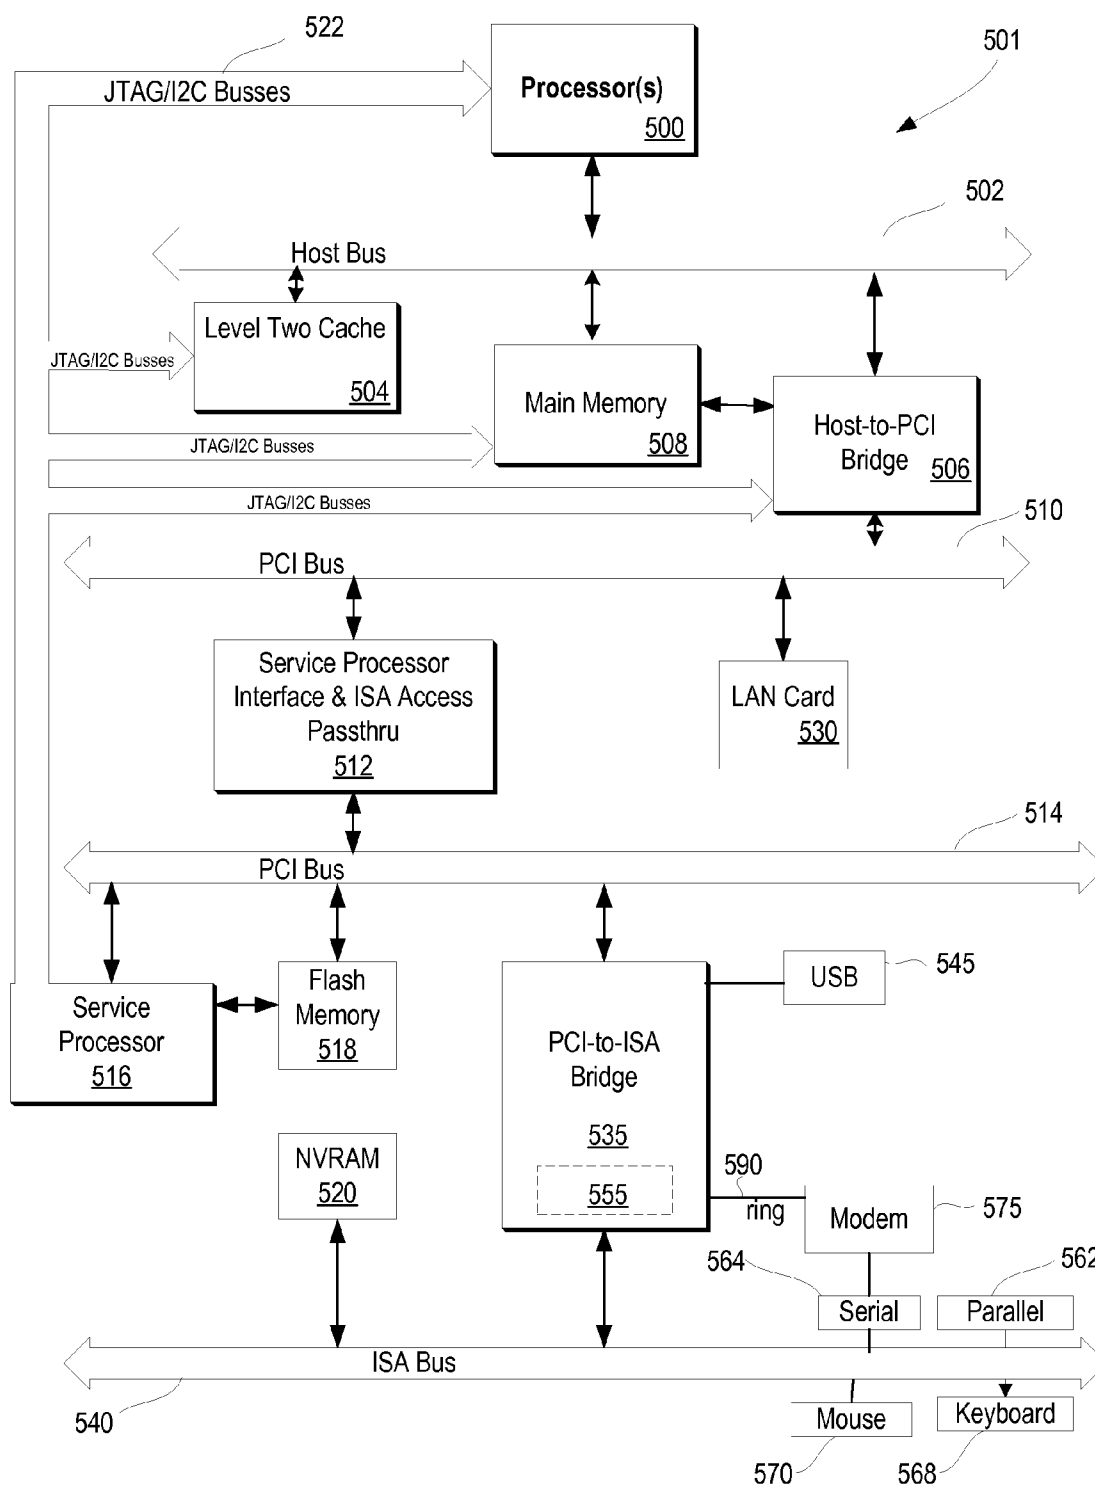 522
501
JTAG/I2C Busses
Processor(s)
500
502
Host Bus
Level Two Cache
504
JTAG/I2C Busses
Main Memory
508
Host-to-PCI
Bridge
506
JTAG/I2C Busses
JTAG/I2C Busses
510
PCI Bus
Service Processor
Interface & ISA Access
Passthru
512
LAN Card
530
514
PCI Bus
Service
Processor
516
Flash
Memory
518
USB
545
PCI-to-ISA
Bridge
535
555
NVRAM
520
590
ring
Modem
575
564
562
Serial
Parallel
ISA Bus
540
Mouse
Keyboard
570
568